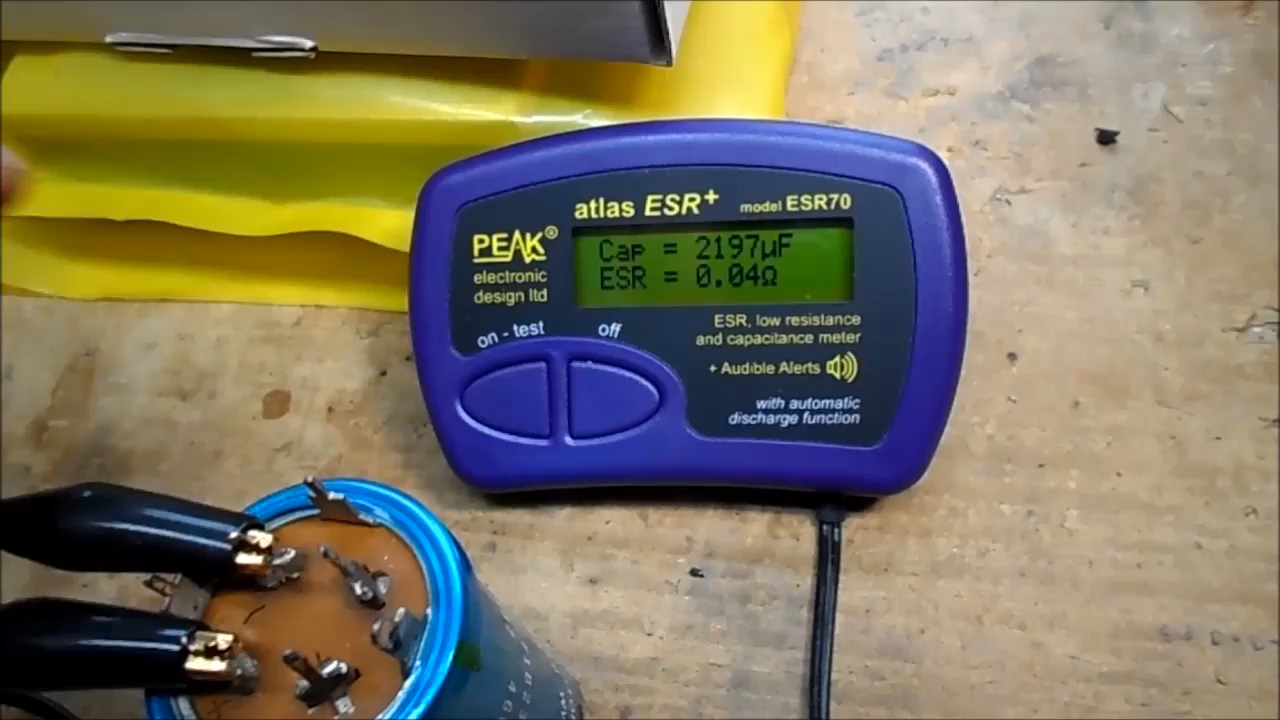 atlas ESR+ model ESR70
PEAK®
electronic
design ltd
Cap = 2197µF
ESR = 0.04Ω
on - test
off
ESR, low resistance
and capacitance meter
+ Audible Alerts
with automatic
discharge function